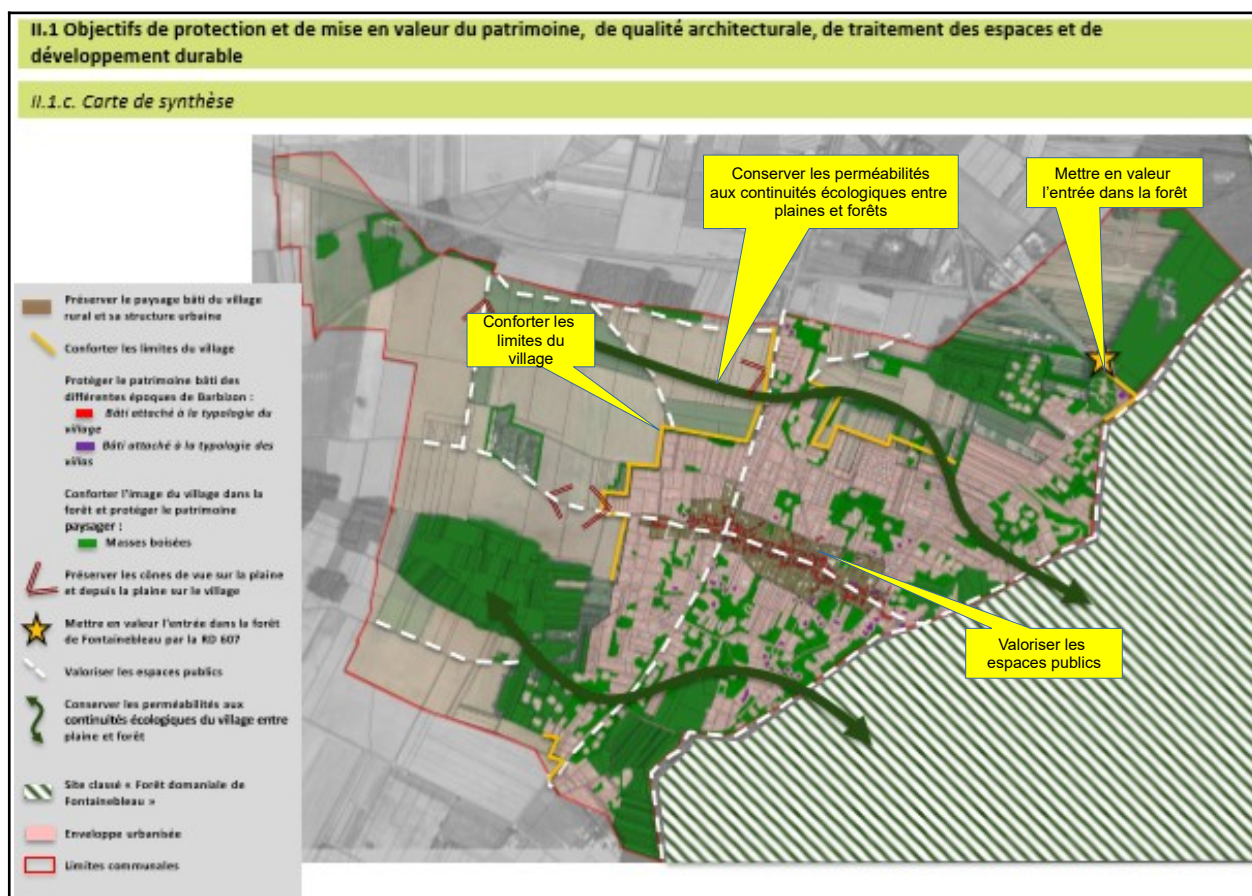 II.1 Objectifs de protection et de mise en valeur du patrimoine, de qualité architecturale, de traitement des espaces et de
développement durable
II.1.c. Carte de synthèse
Conserver les perméabilités
aux continuités écologiques entre
plaines et forêts
Mettre en valeur
l'entrée dans la forêt
Conforter les
limites du
village
Valoriser les
espaces publics
Préserver le paysage bâti du village
rural et sa structure urbaine
Conforter les limites du village
Protéger le patrimoine bâti des
différentes époques de Barbizon :
Bâti attaché à la typologie du
village
Bâti attaché à la typologie des
villas
Conforter l'image du village dans la
forêt et protéger le patrimoine
paysager :
Masses boisées
Préserver les cônes de vue sur la plaine
et depuis la plaine sur le village
Mettre en valeur l'entrée dans la forêt
de Fontainebleau par la RD 607
Valoriser les espaces publics
Conserver les perméabilités aux
continuités écologiques du village entre
plaine et forêt
Site classé « Forêt domaniale de
Fontainebleau »
Enveloppe urbanisée
Limites communales